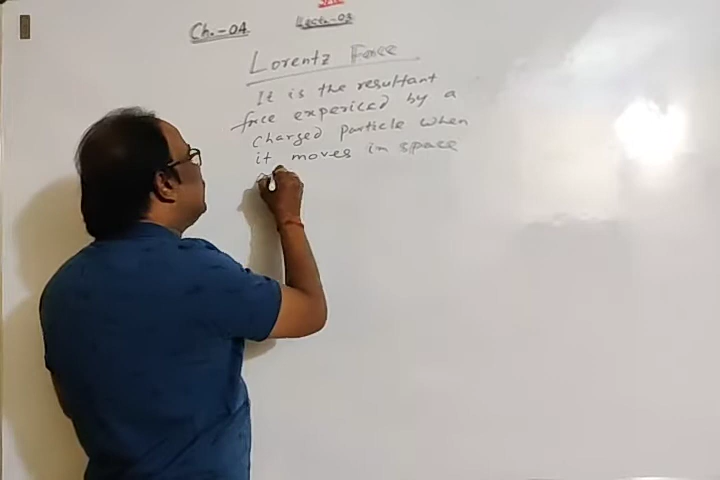 Ch.-04
Lect.-03
Lorentz Force
It is the resultant
force expericed by a
charged particle when
it moves in space